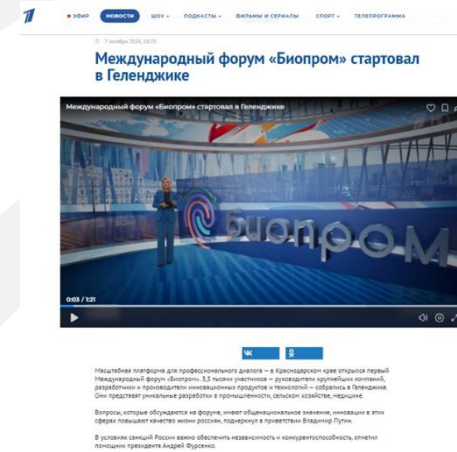 ЭФИР
НОВОСТИ
ШОУ
ПОДКАСТЫ
ФИЛЬМЫ И СЕРИАЛЫ
СПОРТ
ТЕЛЕПРОГРАММА
7 октября 2024, 18:25
Международный форум «Биопром» стартовал
в Геленджике
Международный форум «Биопром» стартовал в Геленджике
биопром
0:03 / 1:21
Масштабная платформа для профессионального диалога — в Краснодарском крае открылся первый
Международный форум «Биопром». 3,5 тысячи участников — руководители крупнейших компаний,
разработчики и производители инновационных продуктов и технологий — собрались в Геленджике.
Они представят уникальные разработки в промышленности, сельском хозяйстве, медицине.
Вопросы, которые обсуждаются на форуме, имеют общенациональное значение, инновации в этих
сферах повышают качество жизни россиян, подчеркнул в приветствии Владимир Путин.
В условиях санкций России важно обеспечить независимость и конкурентоспособность, отметил
помощник президента Андрей Фурсенко.